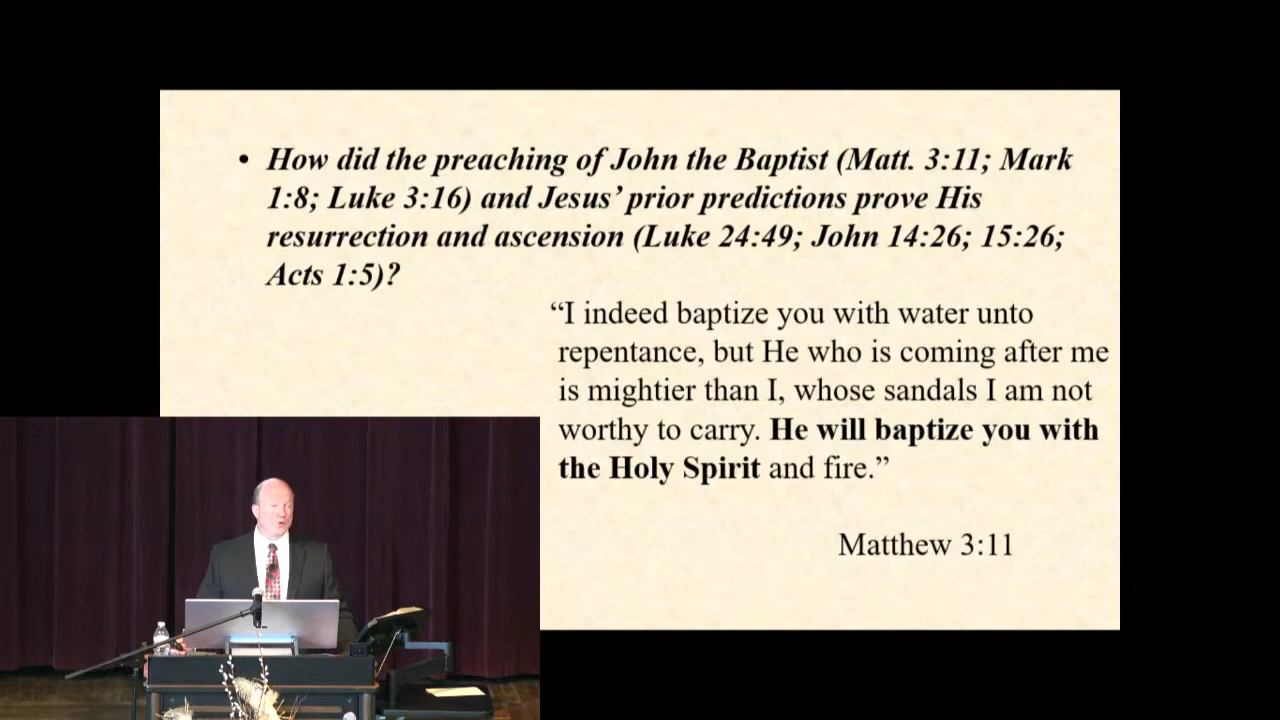 • How did the preaching of John the Baptist (Matt. 3:11; Mark
1:8; Luke 3:16) and Jesus’ prior predictions prove His
resurrection and ascension (Luke 24:49; John 14:26; 15:26;
Acts 1:5)?
“I indeed baptize you with water unto
repentance, but He who is coming after me
is mightier than I, whose sandals I am not
worthy to carry. He will baptize you with
the Holy Spirit and fire.”
Matthew 3:11